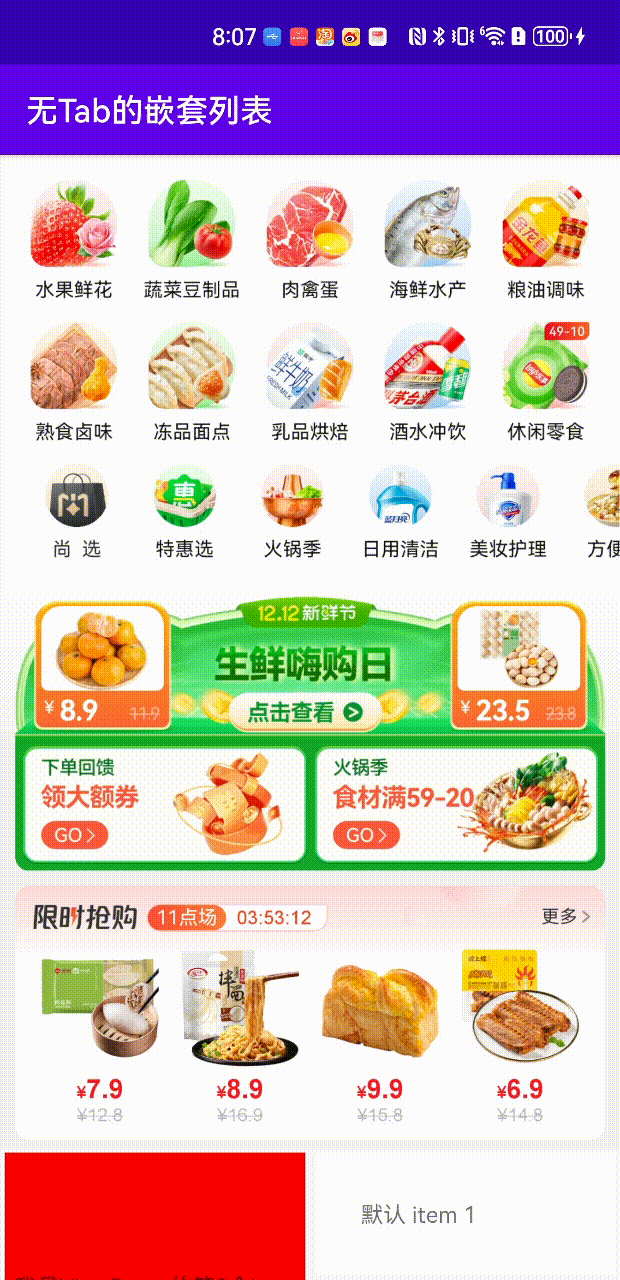 8:07 100
无Tab的嵌套列表
水果鲜花 蔬菜豆制品 肉禽蛋 海鲜水产 粮油调味
49-10
熟食卤味 冻品面点 乳品烘焙 酒水冲饮 休闲零食
尚 选 特惠选 火锅季 日用清洁 美妆护理 方便
12.12新鲜节
生鲜嗨购日
¥8.9 11.9 点击查看 ¥23.5 23.8
下单回馈 火锅季
领大额券 食材满59-20
GO GO
限时抢购 11点场 03:53:12 更多
¥7.9 ¥8.9 ¥9.9 ¥6.9
¥12.8 ¥16.9 ¥15.8 ¥14.8
默认 item 1